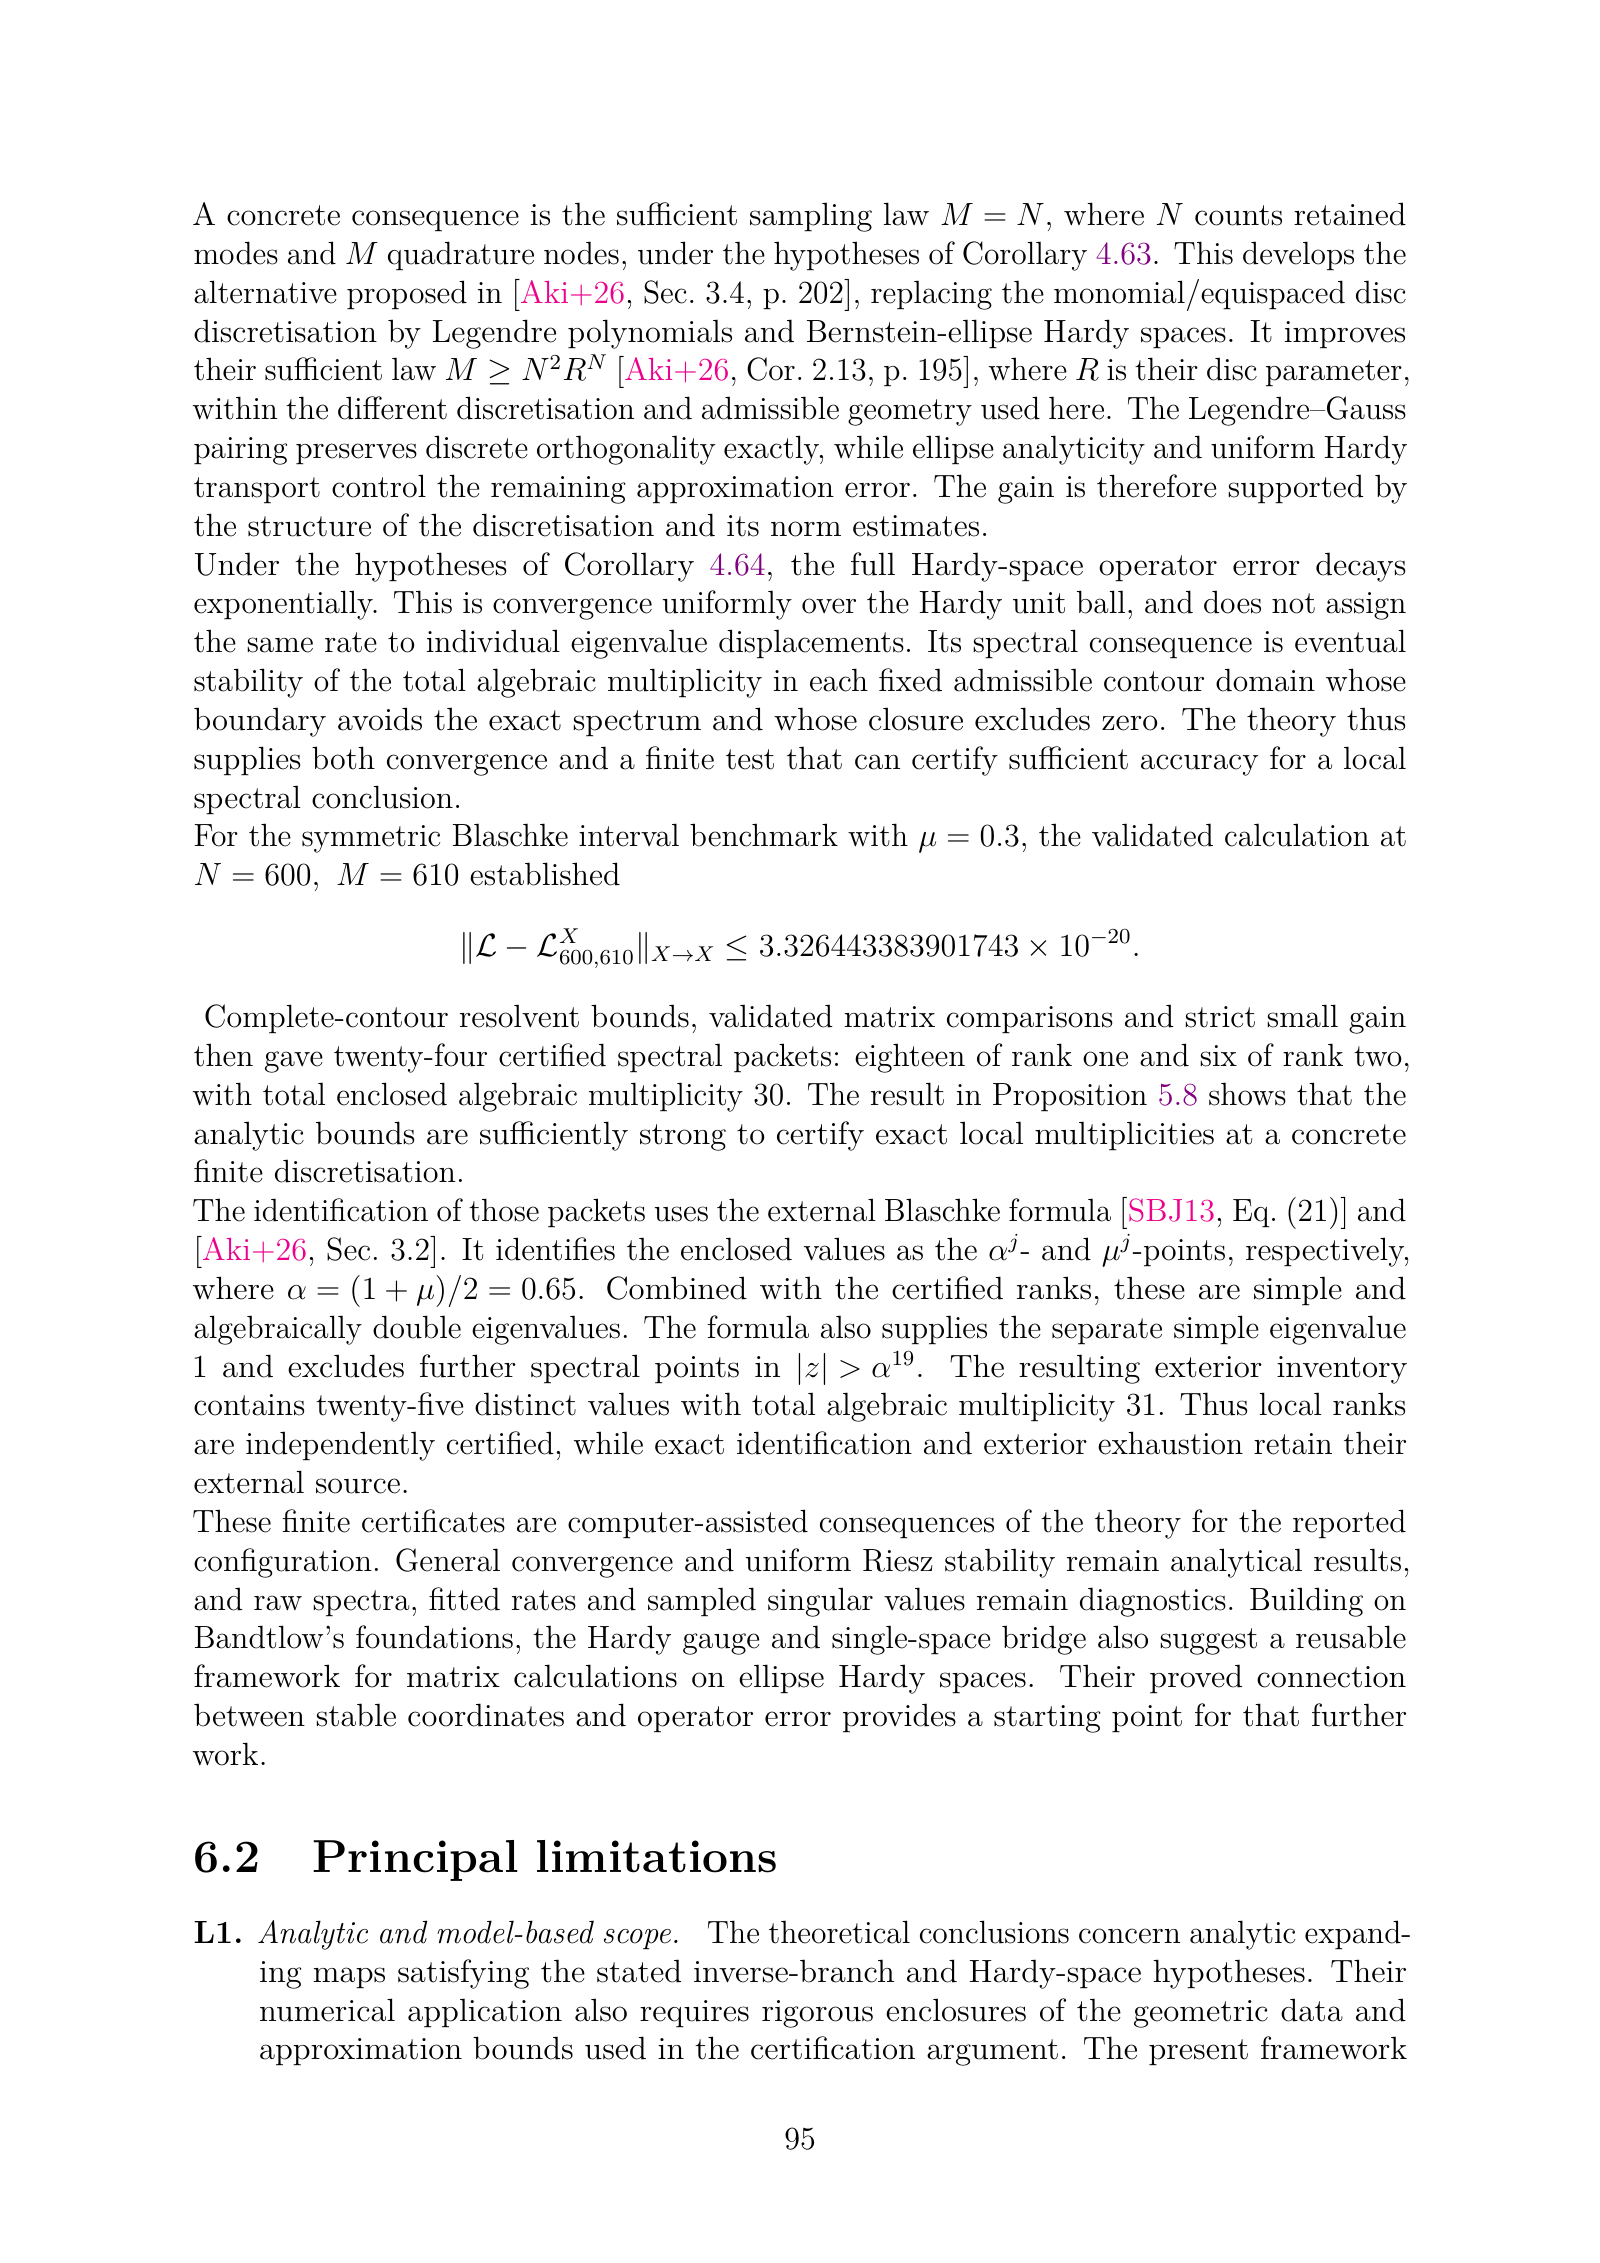 A concrete consequence is the sufficient sampling law M = N, where N counts retained
modes and M quadrature nodes, under the hypotheses of Corollary 4.63. This develops the
alternative proposed in [Aki+26, Sec. 3.4, p. 202], replacing the monomial/equispaced disc
discretisation by Legendre polynomials and Bernstein-ellipse Hardy spaces. It improves
their sufficient law M ≥ N²Rᴺ [Aki+26, Cor. 2.13, p. 195], where R is their disc parameter,
within the different discretisation and admissible geometry used here. The Legendre–Gauss
pairing preserves discrete orthogonality exactly, while ellipse analyticity and uniform Hardy
transport control the remaining approximation error. The gain is therefore supported by
the structure of the discretisation and its norm estimates.
Under the hypotheses of Corollary 4.64, the full Hardy-space operator error decays
exponentially. This is convergence uniformly over the Hardy unit ball, and does not assign
the same rate to individual eigenvalue displacements. Its spectral consequence is eventual
stability of the total algebraic multiplicity in each fixed admissible contour domain whose
boundary avoids the exact spectrum and whose closure excludes zero. The theory thus
supplies both convergence and a finite test that can certify sufficient accuracy for a local
spectral conclusion.
For the symmetric Blaschke interval benchmark with μ = 0.3, the validated calculation at
N = 600, M = 610 established
‖ℒ − ℒ^X_{600,610}‖_{X→X} ≤ 3.326443383901743 × 10⁻²⁰.
Complete-contour resolvent bounds, validated matrix comparisons and strict small gain
then gave twenty-four certified spectral packets: eighteen of rank one and six of rank two,
with total enclosed algebraic multiplicity 30. The result in Proposition 5.8 shows that the
analytic bounds are sufficiently strong to certify exact local multiplicities at a concrete
finite discretisation.
The identification of those packets uses the external Blaschke formula [SBJ13, Eq. (21)] and
[Aki+26, Sec. 3.2]. It identifies the enclosed values as the αʲ- and μʲ-points, respectively,
where α = (1 + μ)/2 = 0.65. Combined with the certified ranks, these are simple and
algebraically double eigenvalues. The formula also supplies the separate simple eigenvalue
1 and excludes further spectral points in |z| > α¹⁹. The resulting exterior inventory
contains twenty-five distinct values with total algebraic multiplicity 31. Thus local ranks
are independently certified, while exact identification and exterior exhaustion retain their
external source.
These finite certificates are computer-assisted consequences of the theory for the reported
configuration. General convergence and uniform Riesz stability remain analytical results,
and raw spectra, fitted rates and sampled singular values remain diagnostics. Building on
Bandtlow's foundations, the Hardy gauge and single-space bridge also suggest a reusable
framework for matrix calculations on ellipse Hardy spaces. Their proved connection
between stable coordinates and operator error provides a starting point for that further
work.
6.2 Principal limitations
L1. Analytic and model-based scope. The theoretical conclusions concern analytic expand-
ing maps satisfying the stated inverse-branch and Hardy-space hypotheses. Their
numerical application also requires rigorous enclosures of the geometric data and
approximation bounds used in the certification argument. The present framework
95